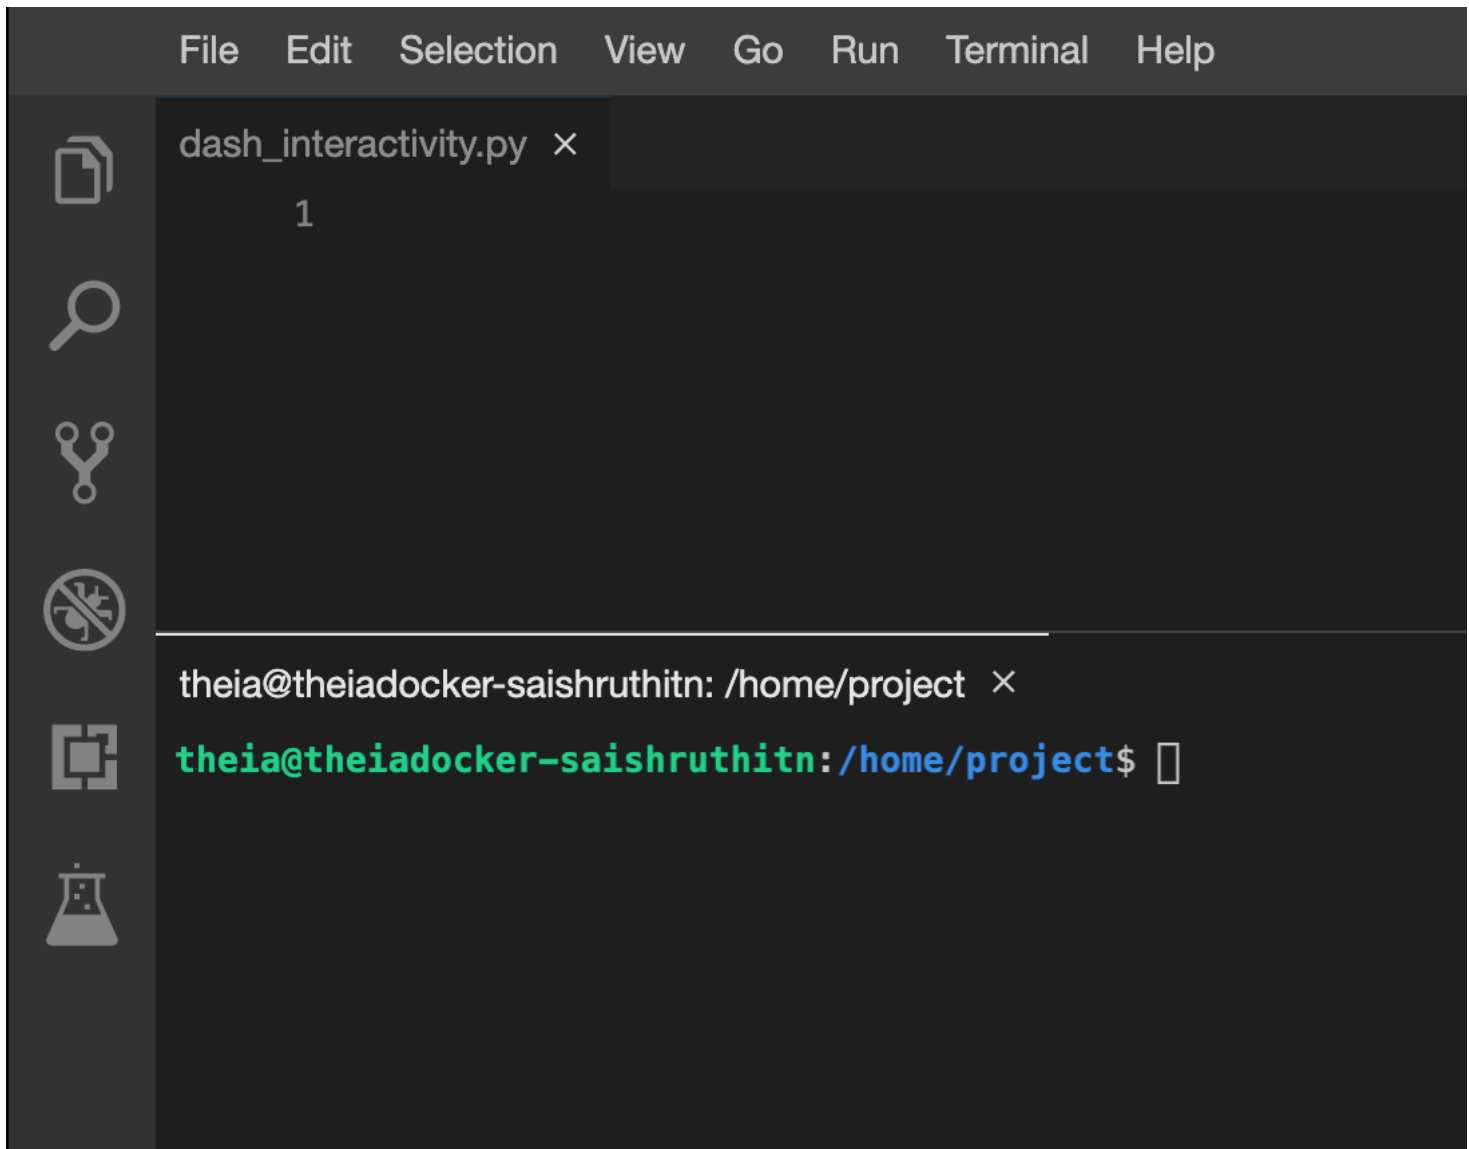 File Edit Selection View Go Run Terminal Help
dash_interactivity.py ×
1
theia@theiadocker-saishruthitn: /home/project ×
theia@theiadocker-saishruthitn:/home/project$